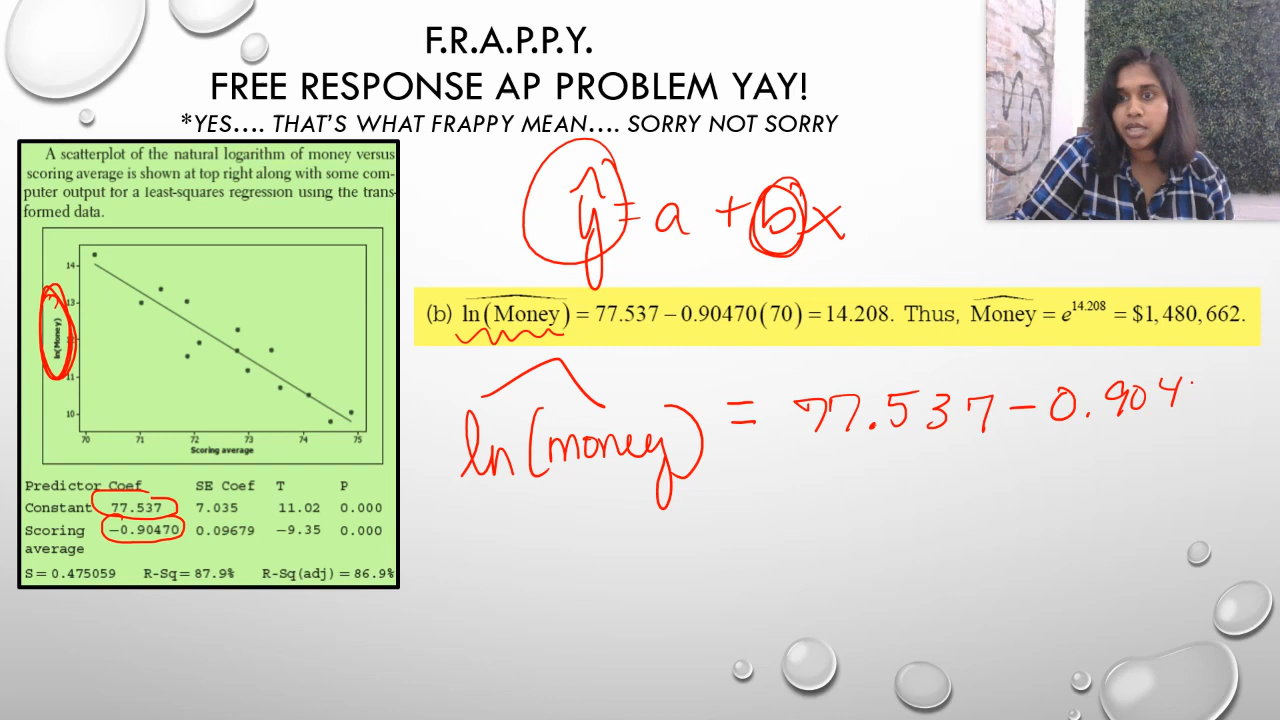 F.R.A.P.P.Y.
FREE RESPONSE AP PROBLEM YAY!
*YES.... THAT'S WHAT FRAPPY MEAN.... SORRY NOT SORRY
A scatterplot of the natural logarithm of money versus
scoring average is shown at top right along with some com-
puter output for a least-squares regression using the trans-
formed data.
14
13
12
11
10
ln(Money)
70 71 72 73 74 75
Scoring average
Predictor Coef SE Coef T P
Constant 77.537 7.035 11.02 0.000
Scoring −0.90470 0.09679 −9.35 0.000
average
S = 0.475059 R-Sq = 87.9% R-Sq(adj) = 86.9%
ŷ = a + bx
(b) ln(Money) = 77.537 − 0.90470(70) = 14.208. Thus, Money = e^14.208 = $1,480,662.
ln(money) = 77.537 − 0.904